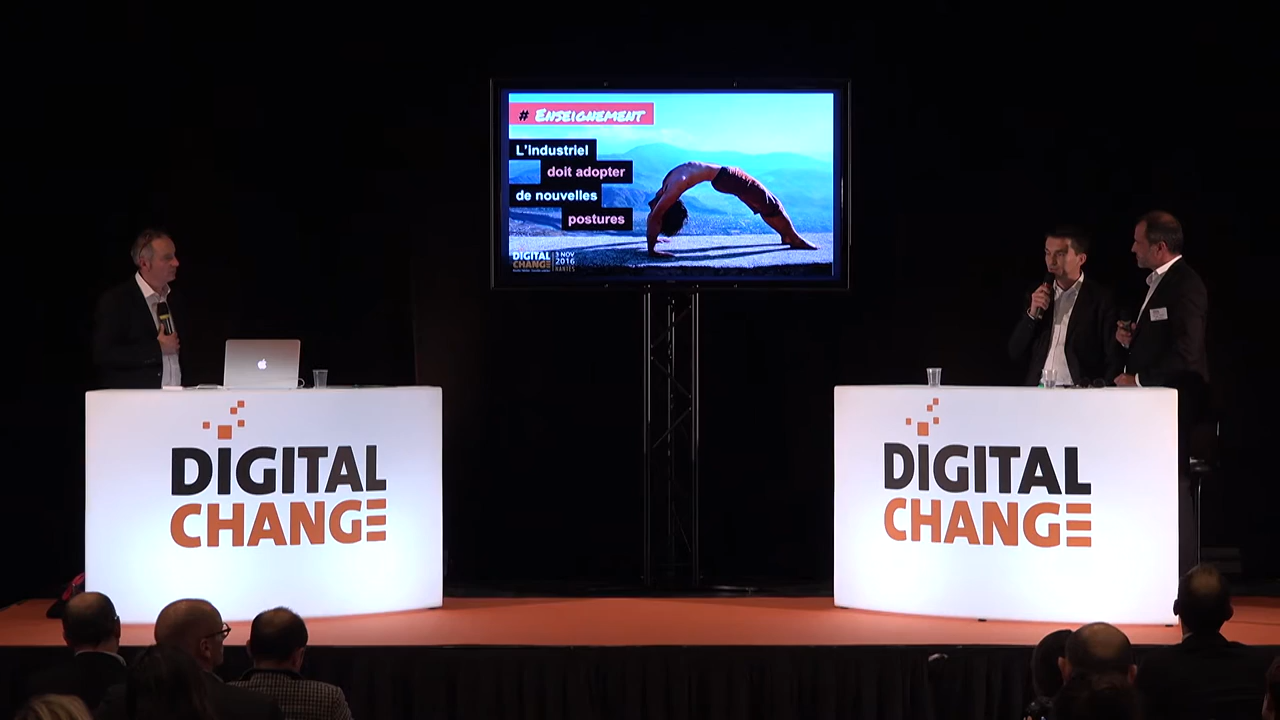 # ENSEIGNEMENT
L'industriel
doit adopter
de nouvelles
postures
DIGITAL
CHANGE
3 NOV
2016
NANTES
DIGITAL
CHANGE
DIGITAL
CHANGE